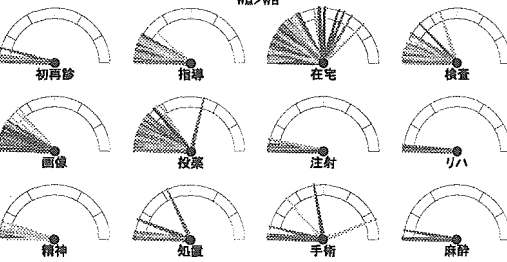 初再診 指導 在宅 検査
画像 投薬 注射 リハ
精神 処置 手術 麻酔